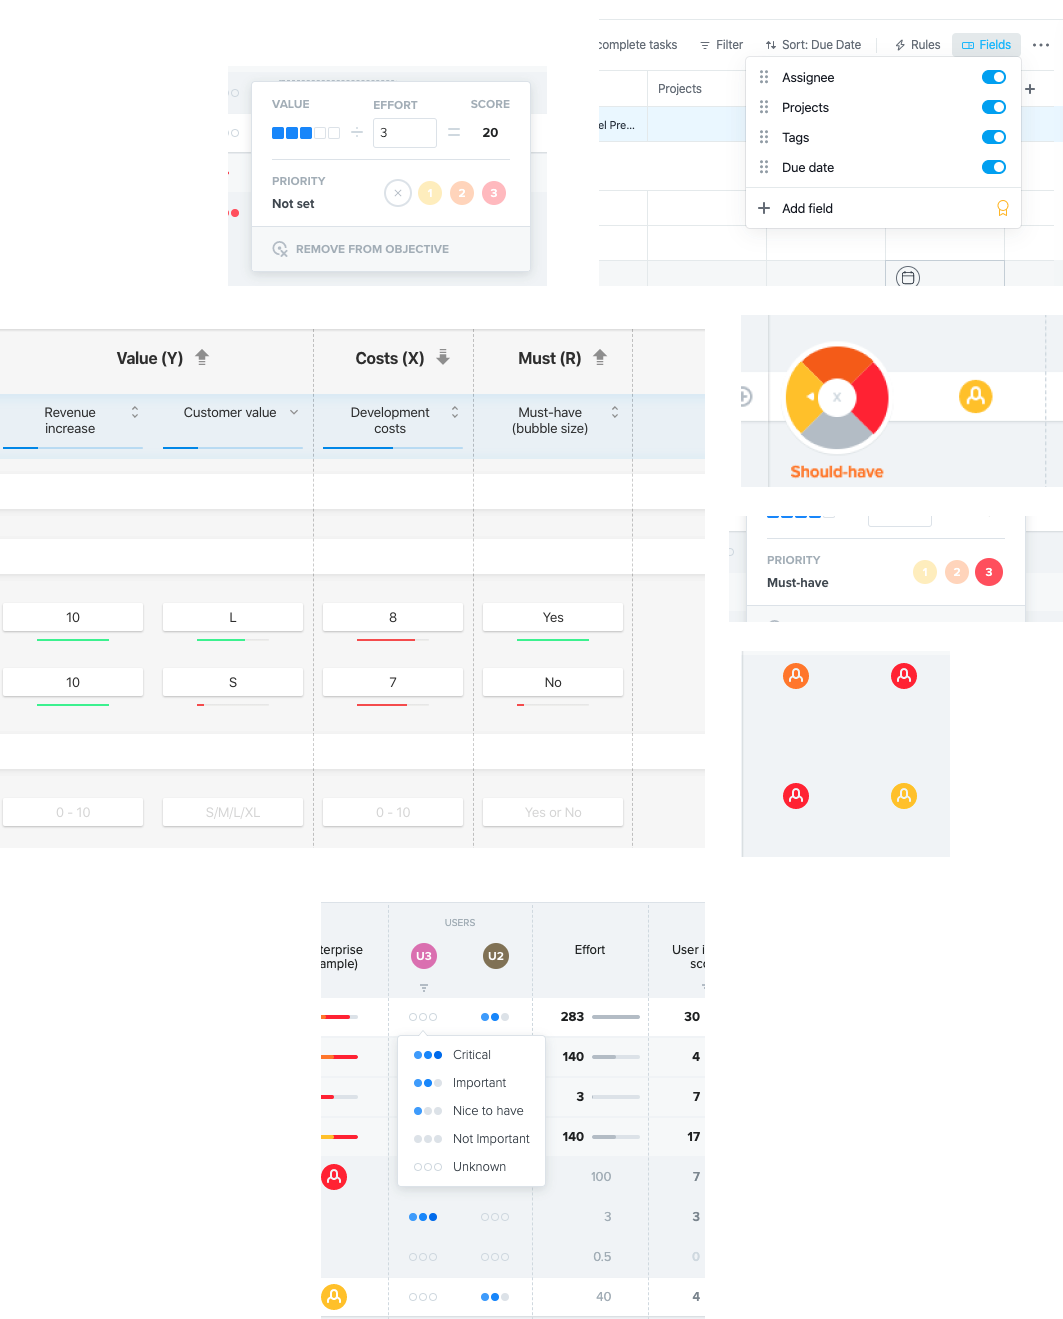 complete tasks Filter Sort: Due Date Rules Fields
Projects
el Pre...
Assignee
Projects
Tags
Due date
Add field
VALUE EFFORT SCORE
3 20
PRIORITY
Not set
1 2 3
REMOVE FROM OBJECTIVE
Value (Y) Costs (X) Must (R)
Revenue increase
Customer value
Development costs
Must-have (bubble size)
10 L 8 Yes
10 S 7 No
0 - 10 S/M/L/XL 0 - 10 Yes or No
X
Should-have
PRIORITY
Must-have
1 2 3
USERS
terprise
ample)
U3 U2
Effort
User i
sco
283 30
140 4
3 7
140 17
100 7
3 3
0.5 0
40 4
Critical
Important
Nice to have
Not Important
Unknown